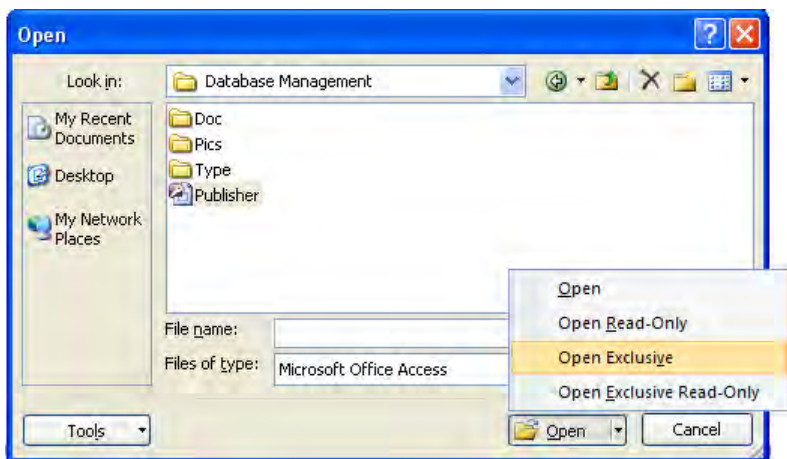 Open
Look in:
Database Management
My Recent
Documents
Desktop
My Network
Places
Doc
Pics
Type
Publisher
File name:
Files of type:
Microsoft Office Access
Open
Open Read-Only
Open Exclusive
Open Exclusive Read-Only
Tools
Open
Cancel